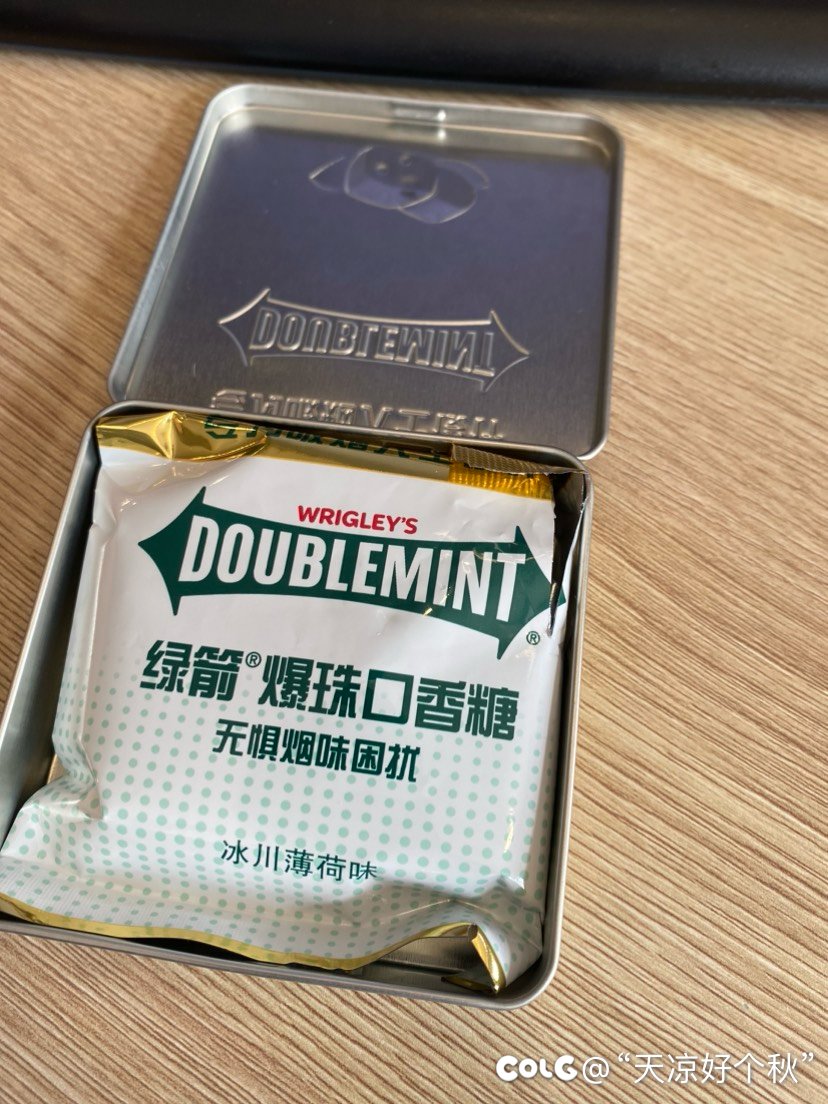 DOUBLEMINT
WRIGLEY'S
DOUBLEMINT®
绿箭®爆珠口香糖
无惧烟味困扰
冰川薄荷味
COLG@“天凉好个秋”